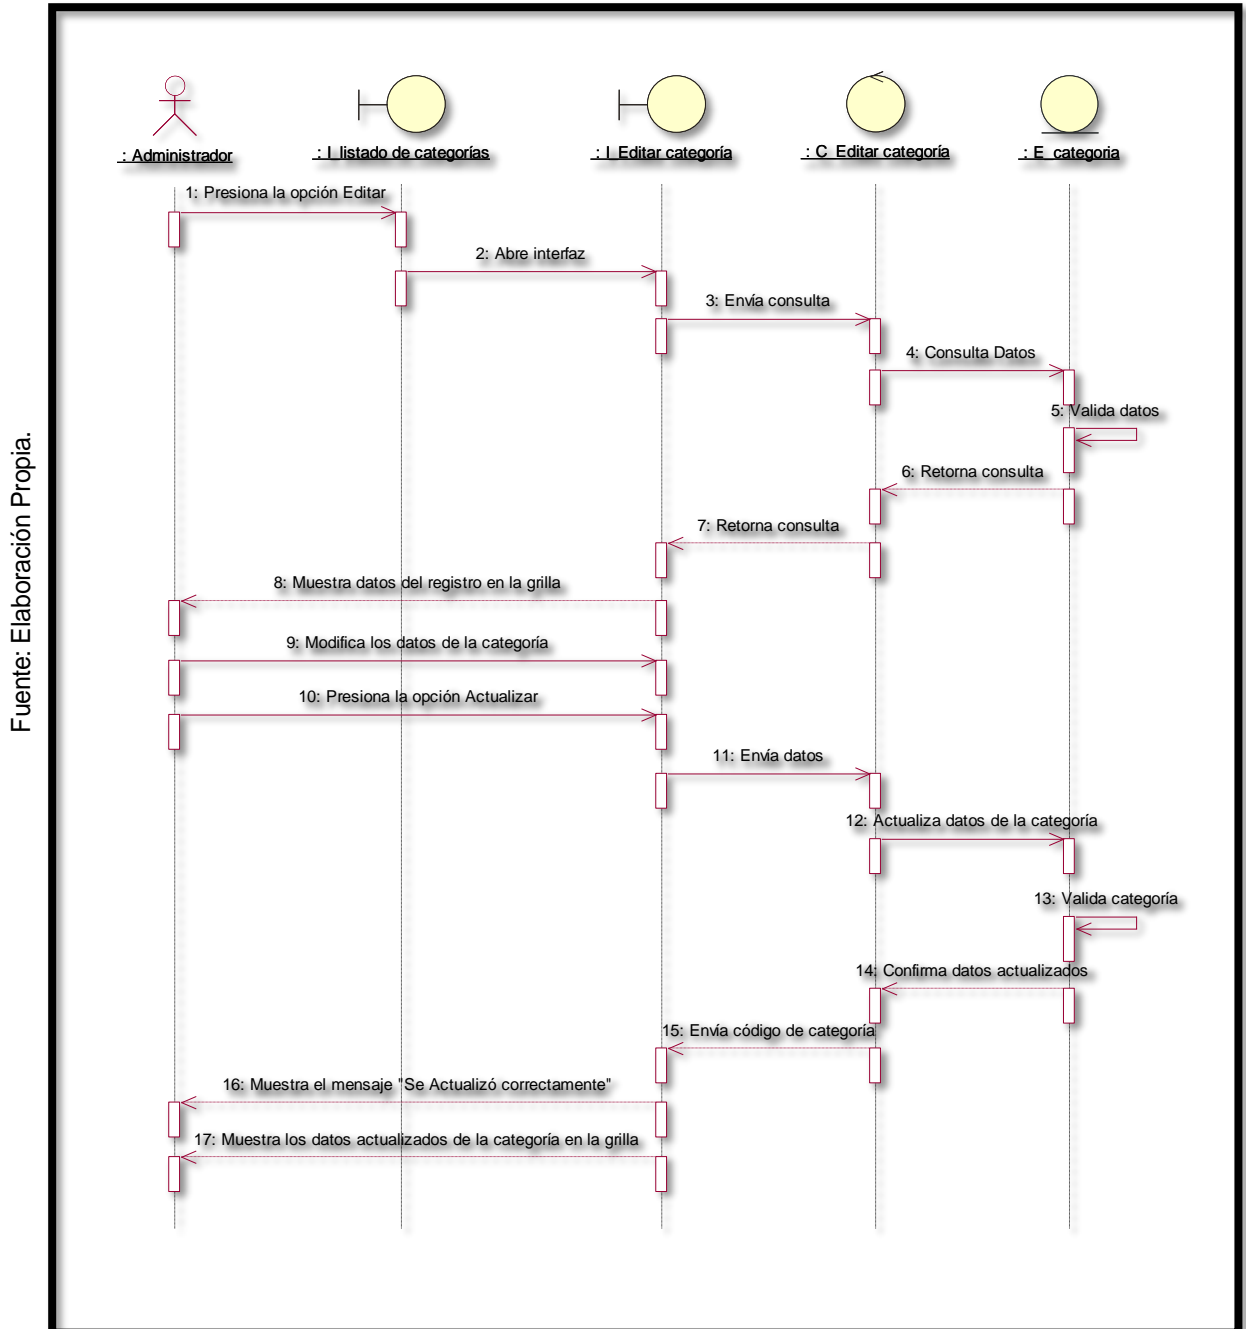 : Administrador
: I_listado de categorías
: I_Editar categoría
: C_Editar categoría
: E_categoria
1: Presiona la opción Editar
2: Abre interfaz
3: Envía consulta
4: Consulta Datos
5: Valida datos
6: Retorna consulta
7: Retorna consulta
8: Muestra datos del registro en la grilla
9: Modifica los datos de la categoría
10: Presiona la opción Actualizar
11: Envía datos
12: Actualiza datos de la categoría
13: Valida categoría
14: Confirma datos actualizados
15: Envía código de categoría
16: Muestra el mensaje "Se Actualizó correctamente"
17: Muestra los datos actualizados de la categoría en la grilla
Fuente: Elaboración Propia.